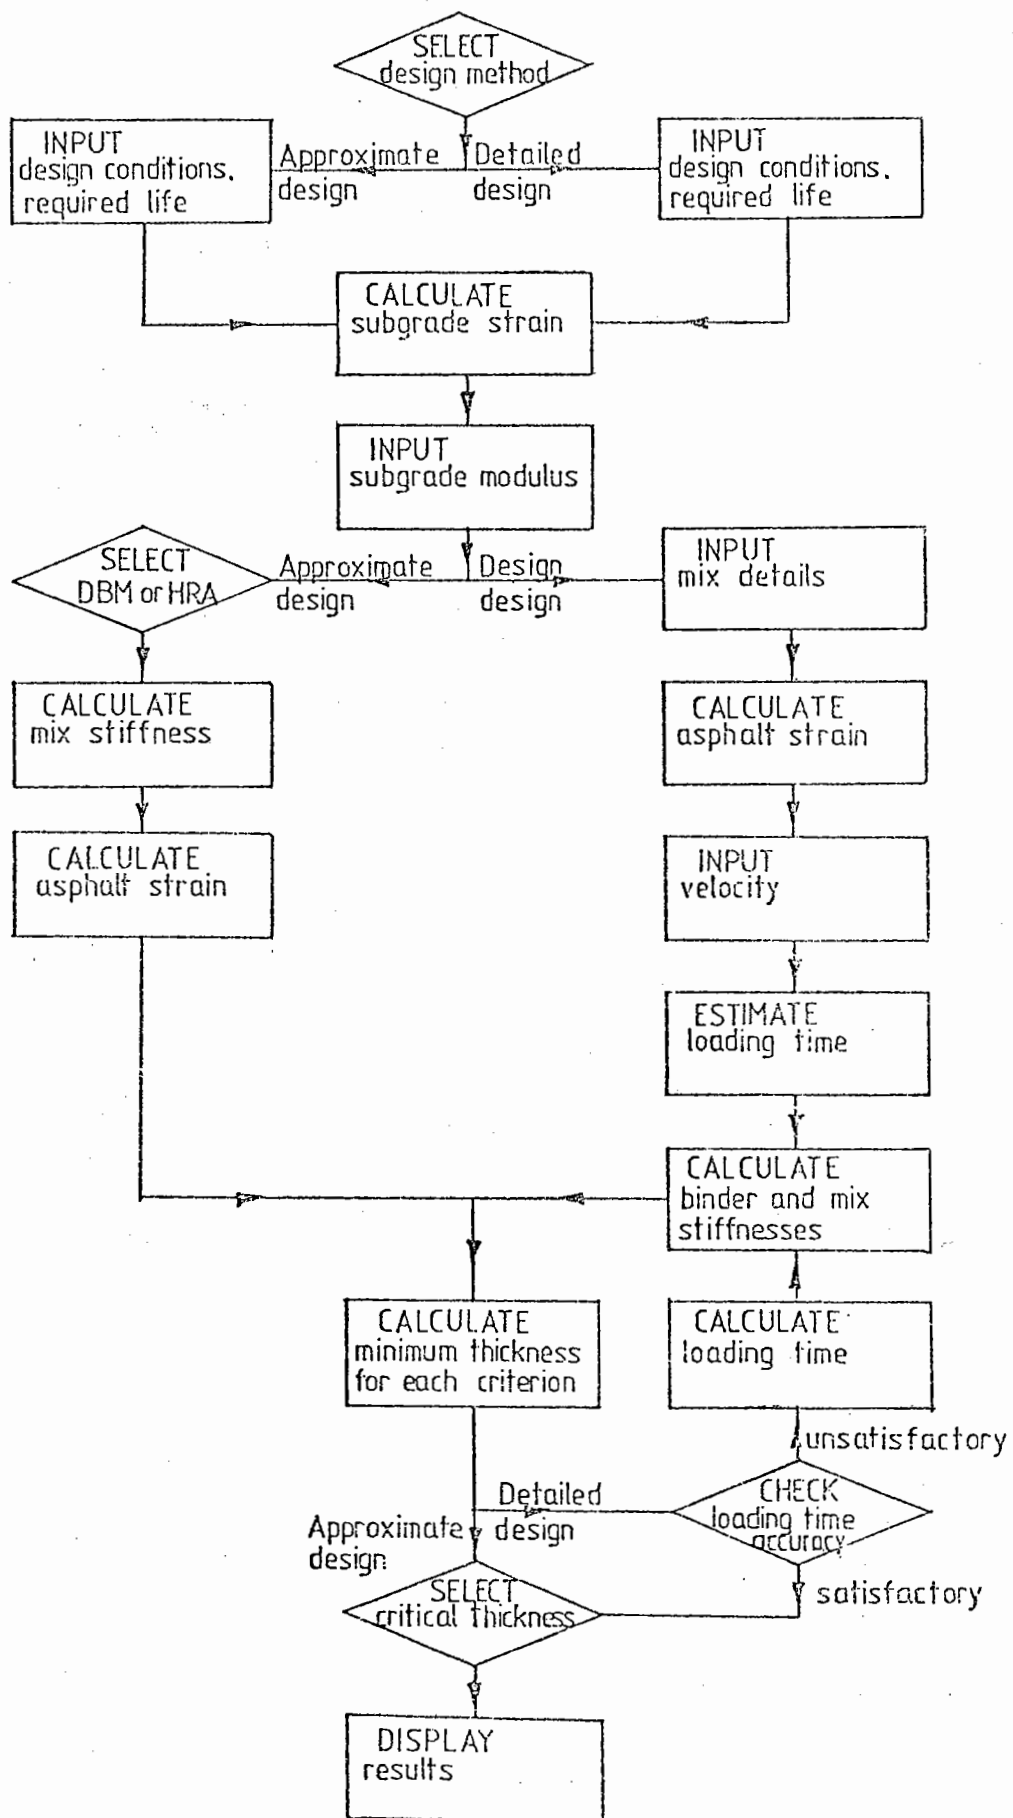 SELECT
design method
INPUT
design conditions,
required life
Approximate
design
Detailed
design
INPUT
design conditions,
required life
CALCULATE
subgrade strain
INPUT
subgrade modulus
SELECT
DBM or HRA
Approximate
design
Design
design
INPUT
mix details
CALCULATE
mix stiffness
CALCULATE
asphalt strain
CALCULATE
asphalt strain
INPUT
velocity
ESTIMATE
loading time
CALCULATE
binder and mix
stiffnesses
CALCULATE
minimum thickness
for each criterion
CALCULATE
loading time
unsatisfactory
CHECK
loading time
accuracy
Detailed
design
Approximate
design
satisfactory
SELECT
critical thickness
DISPLAY
results